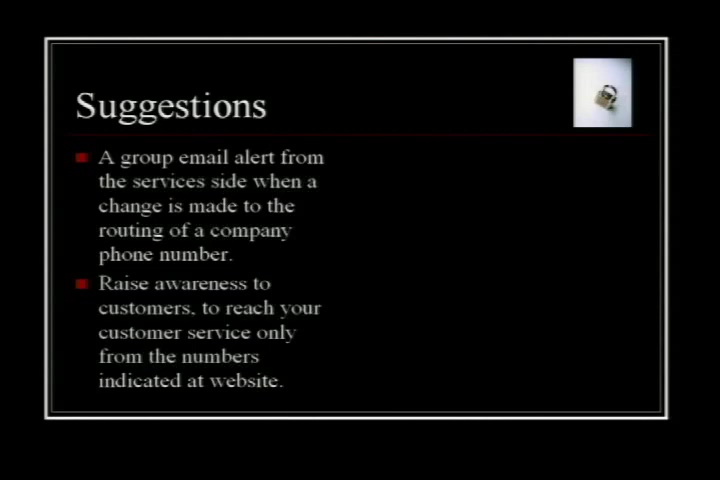 Suggestions
A group email alert from
the services side when a
change is made to the
routing of a company
phone number.
Raise awareness to
customers, to reach your
customer service only
from the numbers
indicated at website.